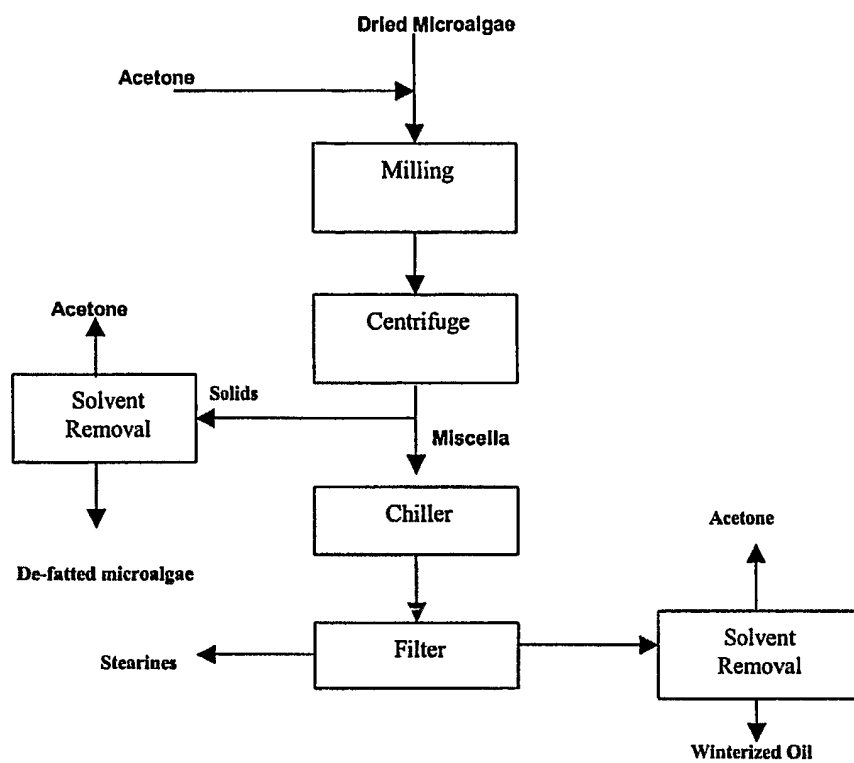 Dried Microalgae
Acetone
Milling
Centrifuge
Acetone
Solvent
Removal
Solids
Miscella
De-fatted microalgae
Chiller
Acetone
Filter
Stearines
Solvent
Removal
Winterized Oil